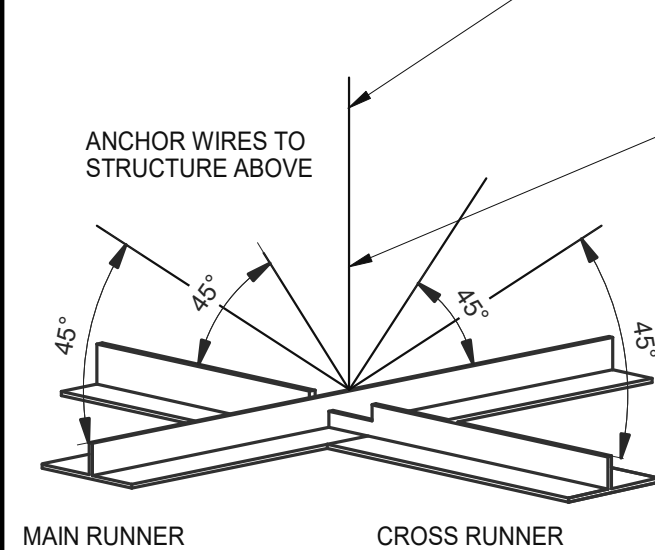 ANCHOR WIRES TO
STRUCTURE ABOVE
45°
45°
45°
45°
MAIN RUNNER
CROSS RUNNER